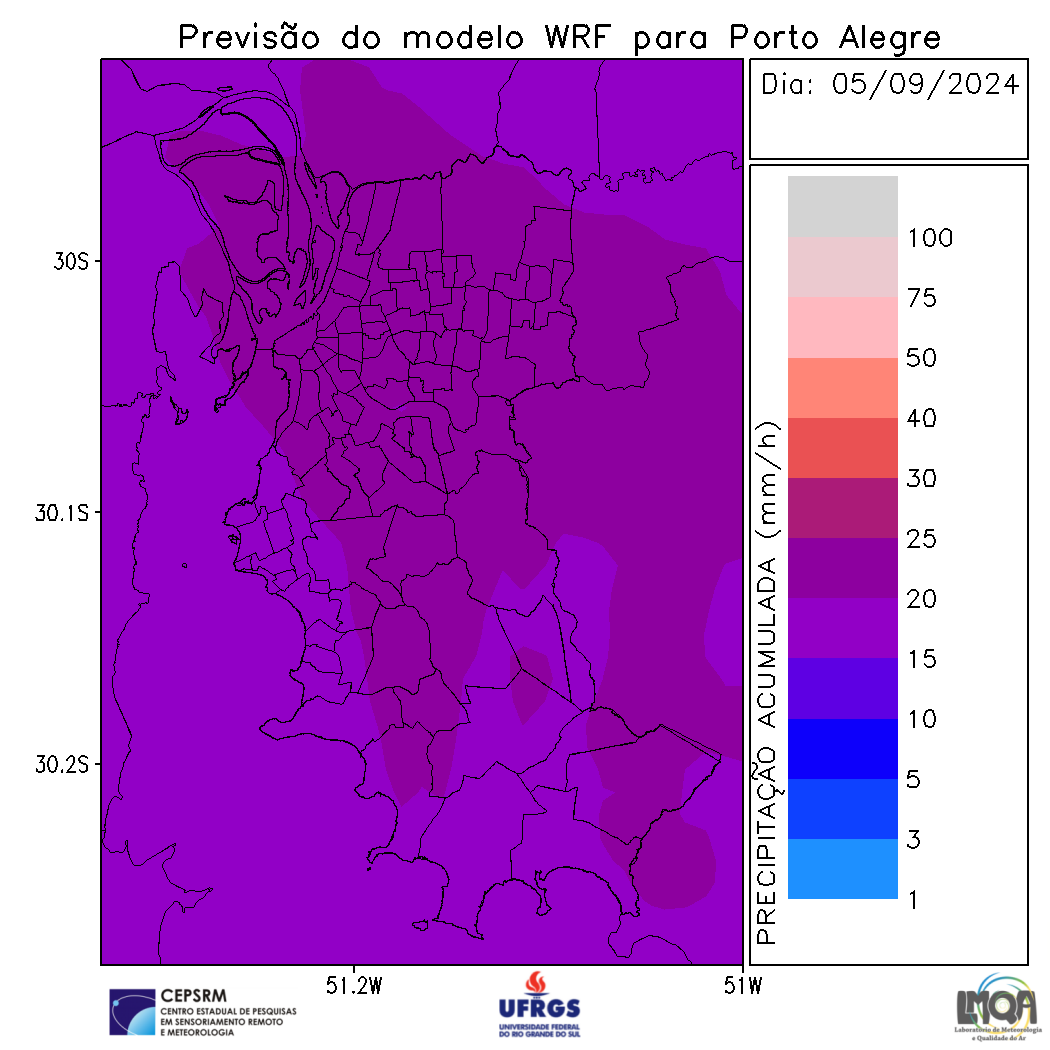 Previsão do modelo WRF para Porto Alegre
Dia: 05/09/2024
30S
30.1S
30.2S
51.2W
51W
PRECIPITAÇÃO ACUMULADA (mm/h)
100
75
50
40
30
25
20
15
10
5
3
1
CEPSRM
CENTRO ESTADUAL DE PESQUISAS
EM SENSORIAMENTO REMOTO
E METEOROLOGIA
UFRGS
UNIVERSIDADE FEDERAL
DO RIO GRANDE DO SUL
LMQA
Laboratório de Meteorologia
e Qualidade do Ar